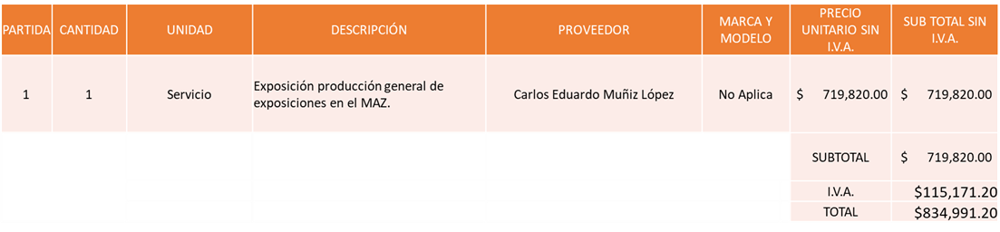 PARTIDA CANTIDAD UNIDAD DESCRIPCIÓN PROVEEDOR MARCA Y MODELO PRECIO UNITARIO SIN I.V.A. SUB TOTAL SIN I.V.A.
1 1 Servicio Exposición producción general de exposiciones en el MAZ. Carlos Eduardo Muñiz López No Aplica $ 719,820.00 $ 719,820.00
SUBTOTAL $ 719,820.00
I.V.A. $115,171.20
TOTAL $834,991.20